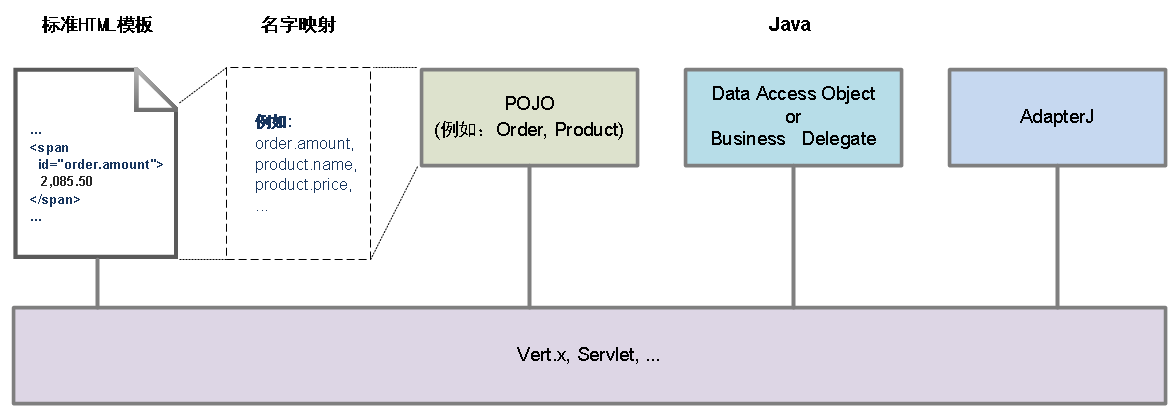 标准HTML模板
名字映射
Java
...
<span
id="order.amount">
2,085.50
</span>
...
例如:
order.amount,
product.name,
product.price,
...
POJO
(例如：Order, Product)
Data Access Object
or
Business Delegate
AdapterJ
Vert.x, Servlet, ...